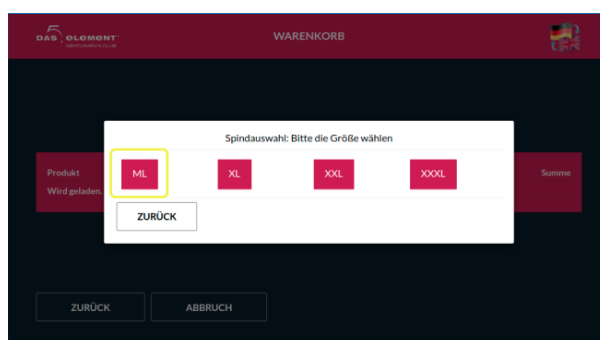 DAS 5 eLeMeNT
WARENKORB
Spindauswahl: Bitte die Größe wählen
Produkt
Summe
ML
XL
XXL
XXXL
Wird geladen.
ZURÜCK
ZURÜCK
ABBRUCH